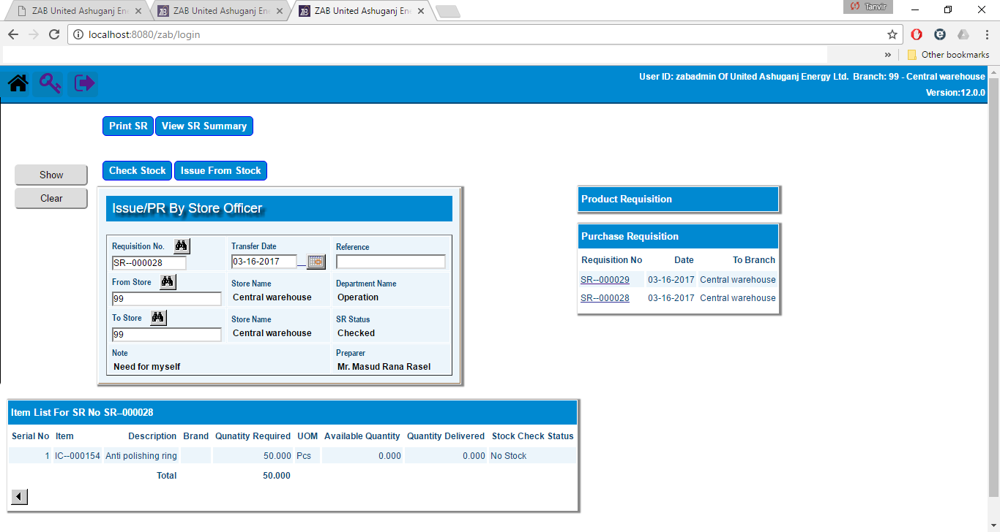 ZAB United Ashuganj En
ZAB United Ashuganj Ene
ZAB United Ashuganj En
Tanvir
localhost:8080/zab/login
» Other bookmarks
User ID: zabadmin Of United Ashuganj Energy Ltd. Branch: 99 - Central warehouse
Version:12.0.0
Print SR View SR Summary
Show
Clear
Check Stock Issue From Stock
Issue/PR By Store Officer
Requisition No. Transfer Date Reference
SR--000028 03-16-2017
From Store Store Name Department Name
99 Central warehouse Operation
To Store Store Name SR Status
99 Central warehouse Checked
Note Preparer
Need for myself Mr. Masud Rana Rasel
Product Requisition
Purchase Requisition
Requisition No Date To Branch
SR--000029 03-16-2017 Central warehouse
SR--000028 03-16-2017 Central warehouse
Item List For SR No SR--000028
Serial No Item Description Brand Qunatity Required UOM Available Quantity Quantity Delivered Stock Check Status
1 IC--000154 Anti polishing ring 50.000 Pcs 0.000 0.000 No Stock
Total 50.000